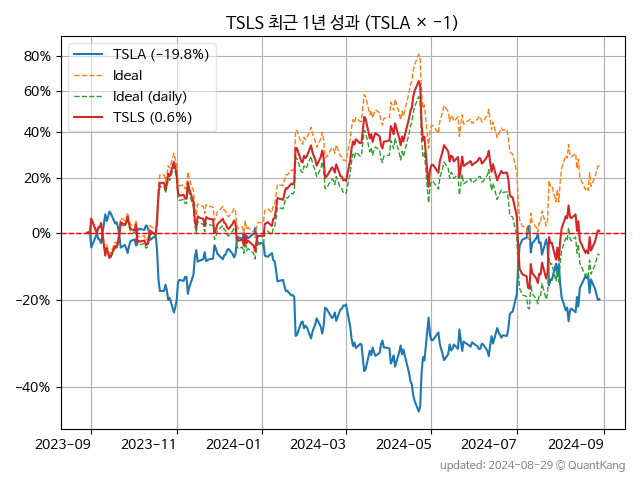 TSLS 최근 1년 성과 (TSLA × −1)
TSLA (−19.8%)
Ideal
Ideal (daily)
TSLS (0.6%)
80%
60%
40%
20%
0%
−20%
−40%
2023-09
2023-11
2024-01
2024-03
2024-05
2024-07
2024-09
updated: 2024-08-29 © QuantKang